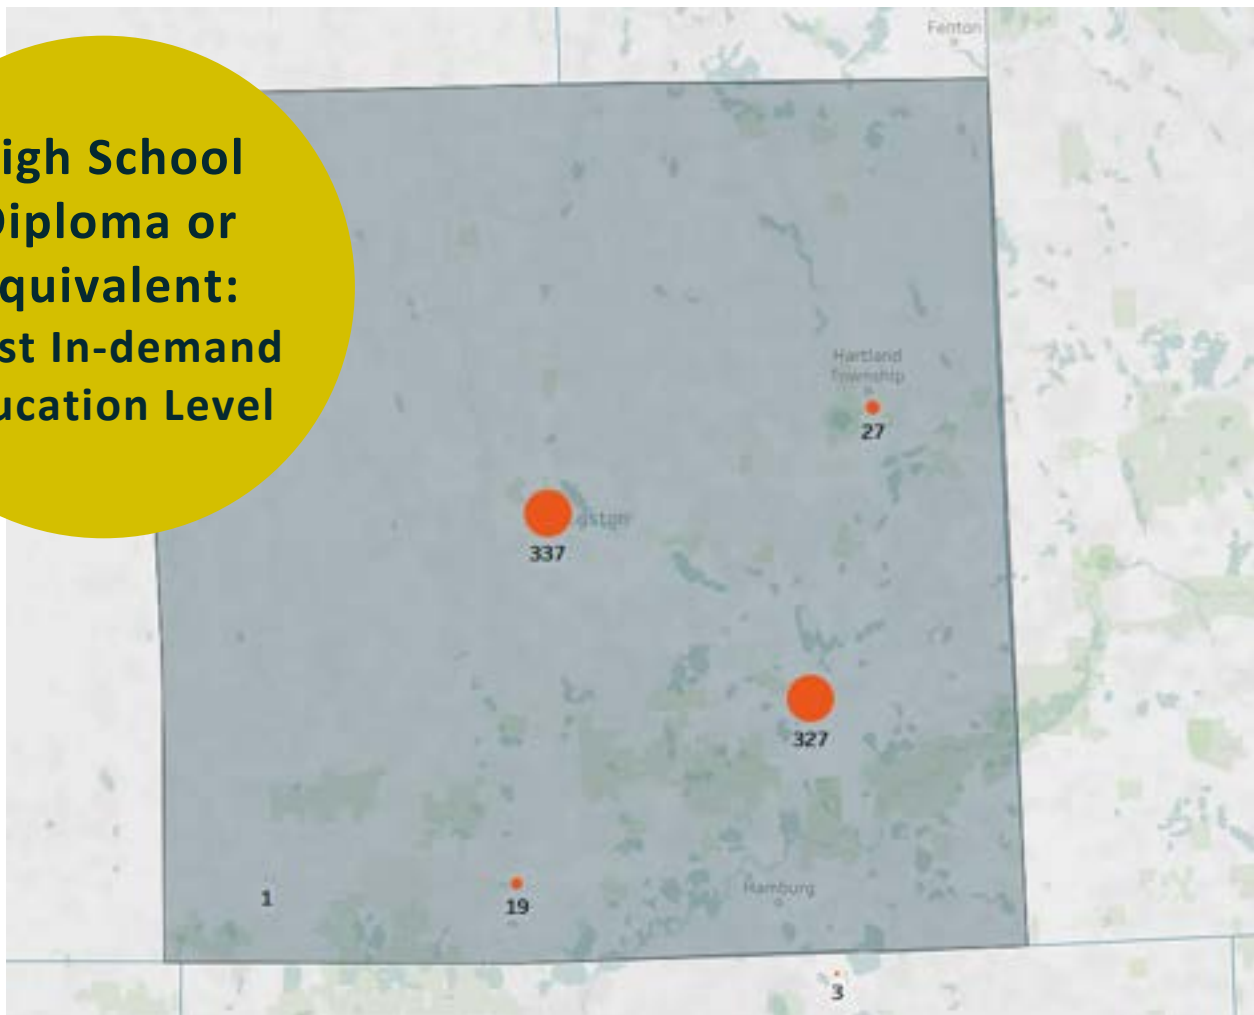 igh School
Diploma or
quivalent:
st In-demand
ucation Level
Fenton
Hartland
Township
27
337
327
1
19
Hamburg
3